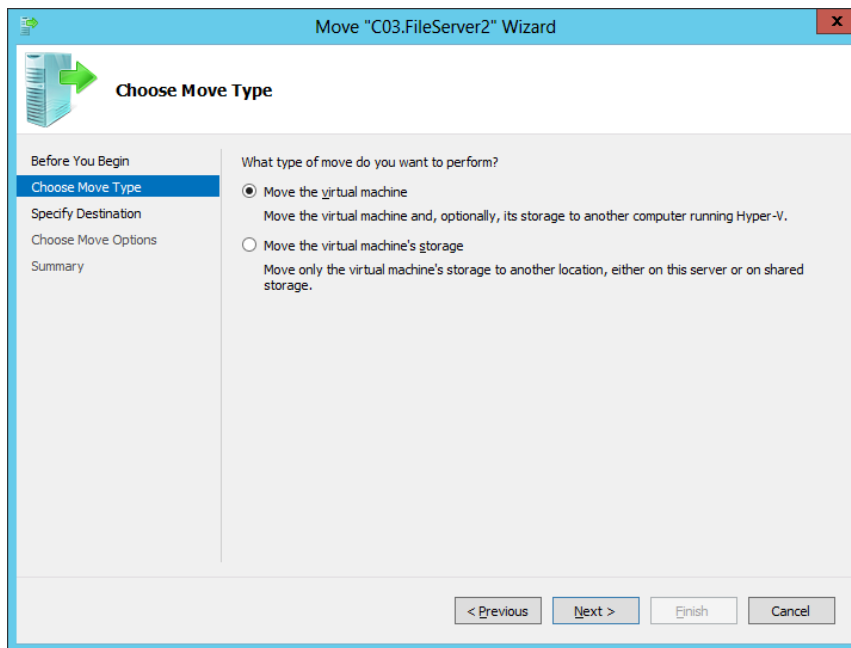 Move "C03.FileServer2" Wizard
x
Choose Move Type
Before You Begin
Choose Move Type
Specify Destination
Choose Move Options
Summary
What type of move do you want to perform?
Move the virtual machine
Move the virtual machine and, optionally, its storage to another computer running Hyper-V.
Move the virtual machine's storage
Move only the virtual machine's storage to another location, either on this server or on shared
storage.
< Previous
Next >
Finish
Cancel